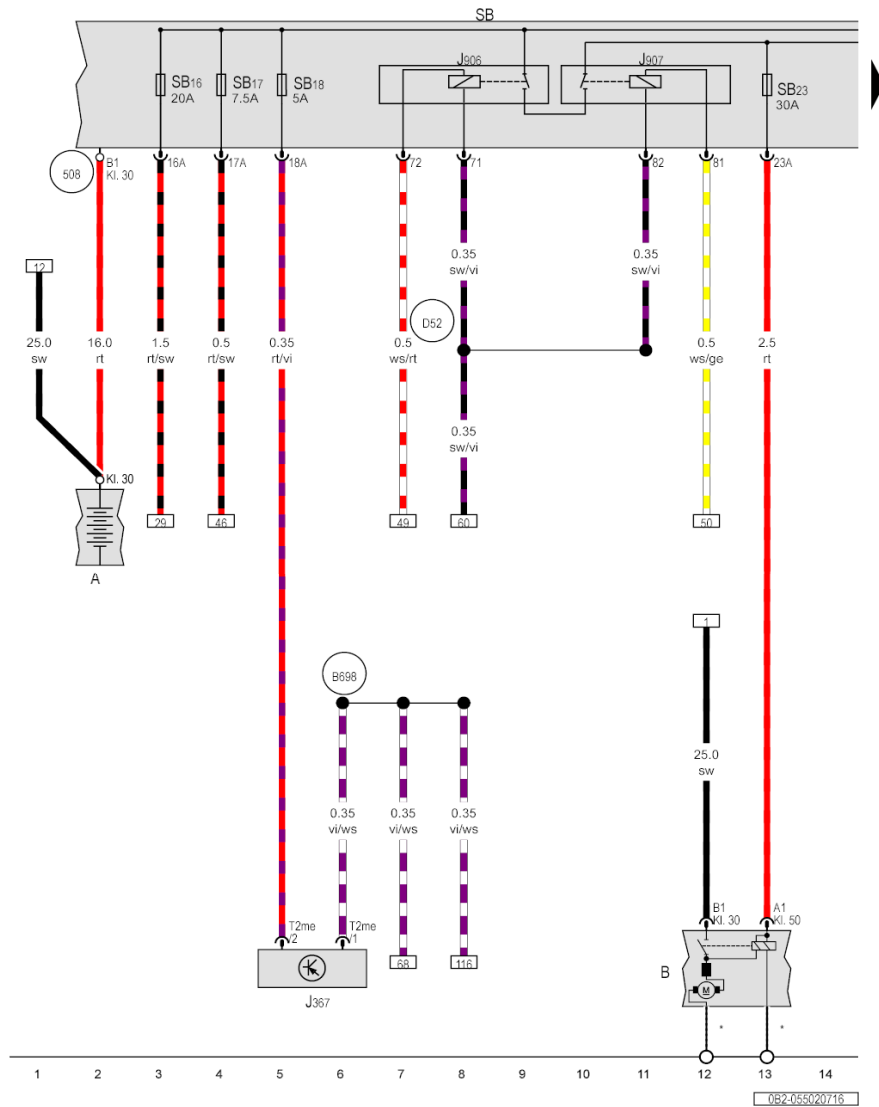 SB
J906
J907
SB16
20A
SB17
7.5A
SB18
5A
SB23
30A
508
B1
Kl. 30
16A
17A
18A
72
71
82
81
23A
0.35
sw/vi
0.35
sw/vi
12
D52
25.0
sw
16.0
rt
1.5
rt/sw
0.5
rt/sw
0.35
rt/vi
0.5
ws/rt
0.5
ws/ge
2.5
rt
0.35
sw/vi
Kl. 30
29
46
49
60
50
A
1
B698
25.0
sw
0.35
vi/ws
0.35
vi/ws
0.35
vi/ws
B1
Kl. 30
A1
Kl. 50
T2me
/2
T2me
/1
68
116
B
M
J367
*
*
1 2 3 4 5 6 7 8 9 10 11 12 13 14
0B2-055020716